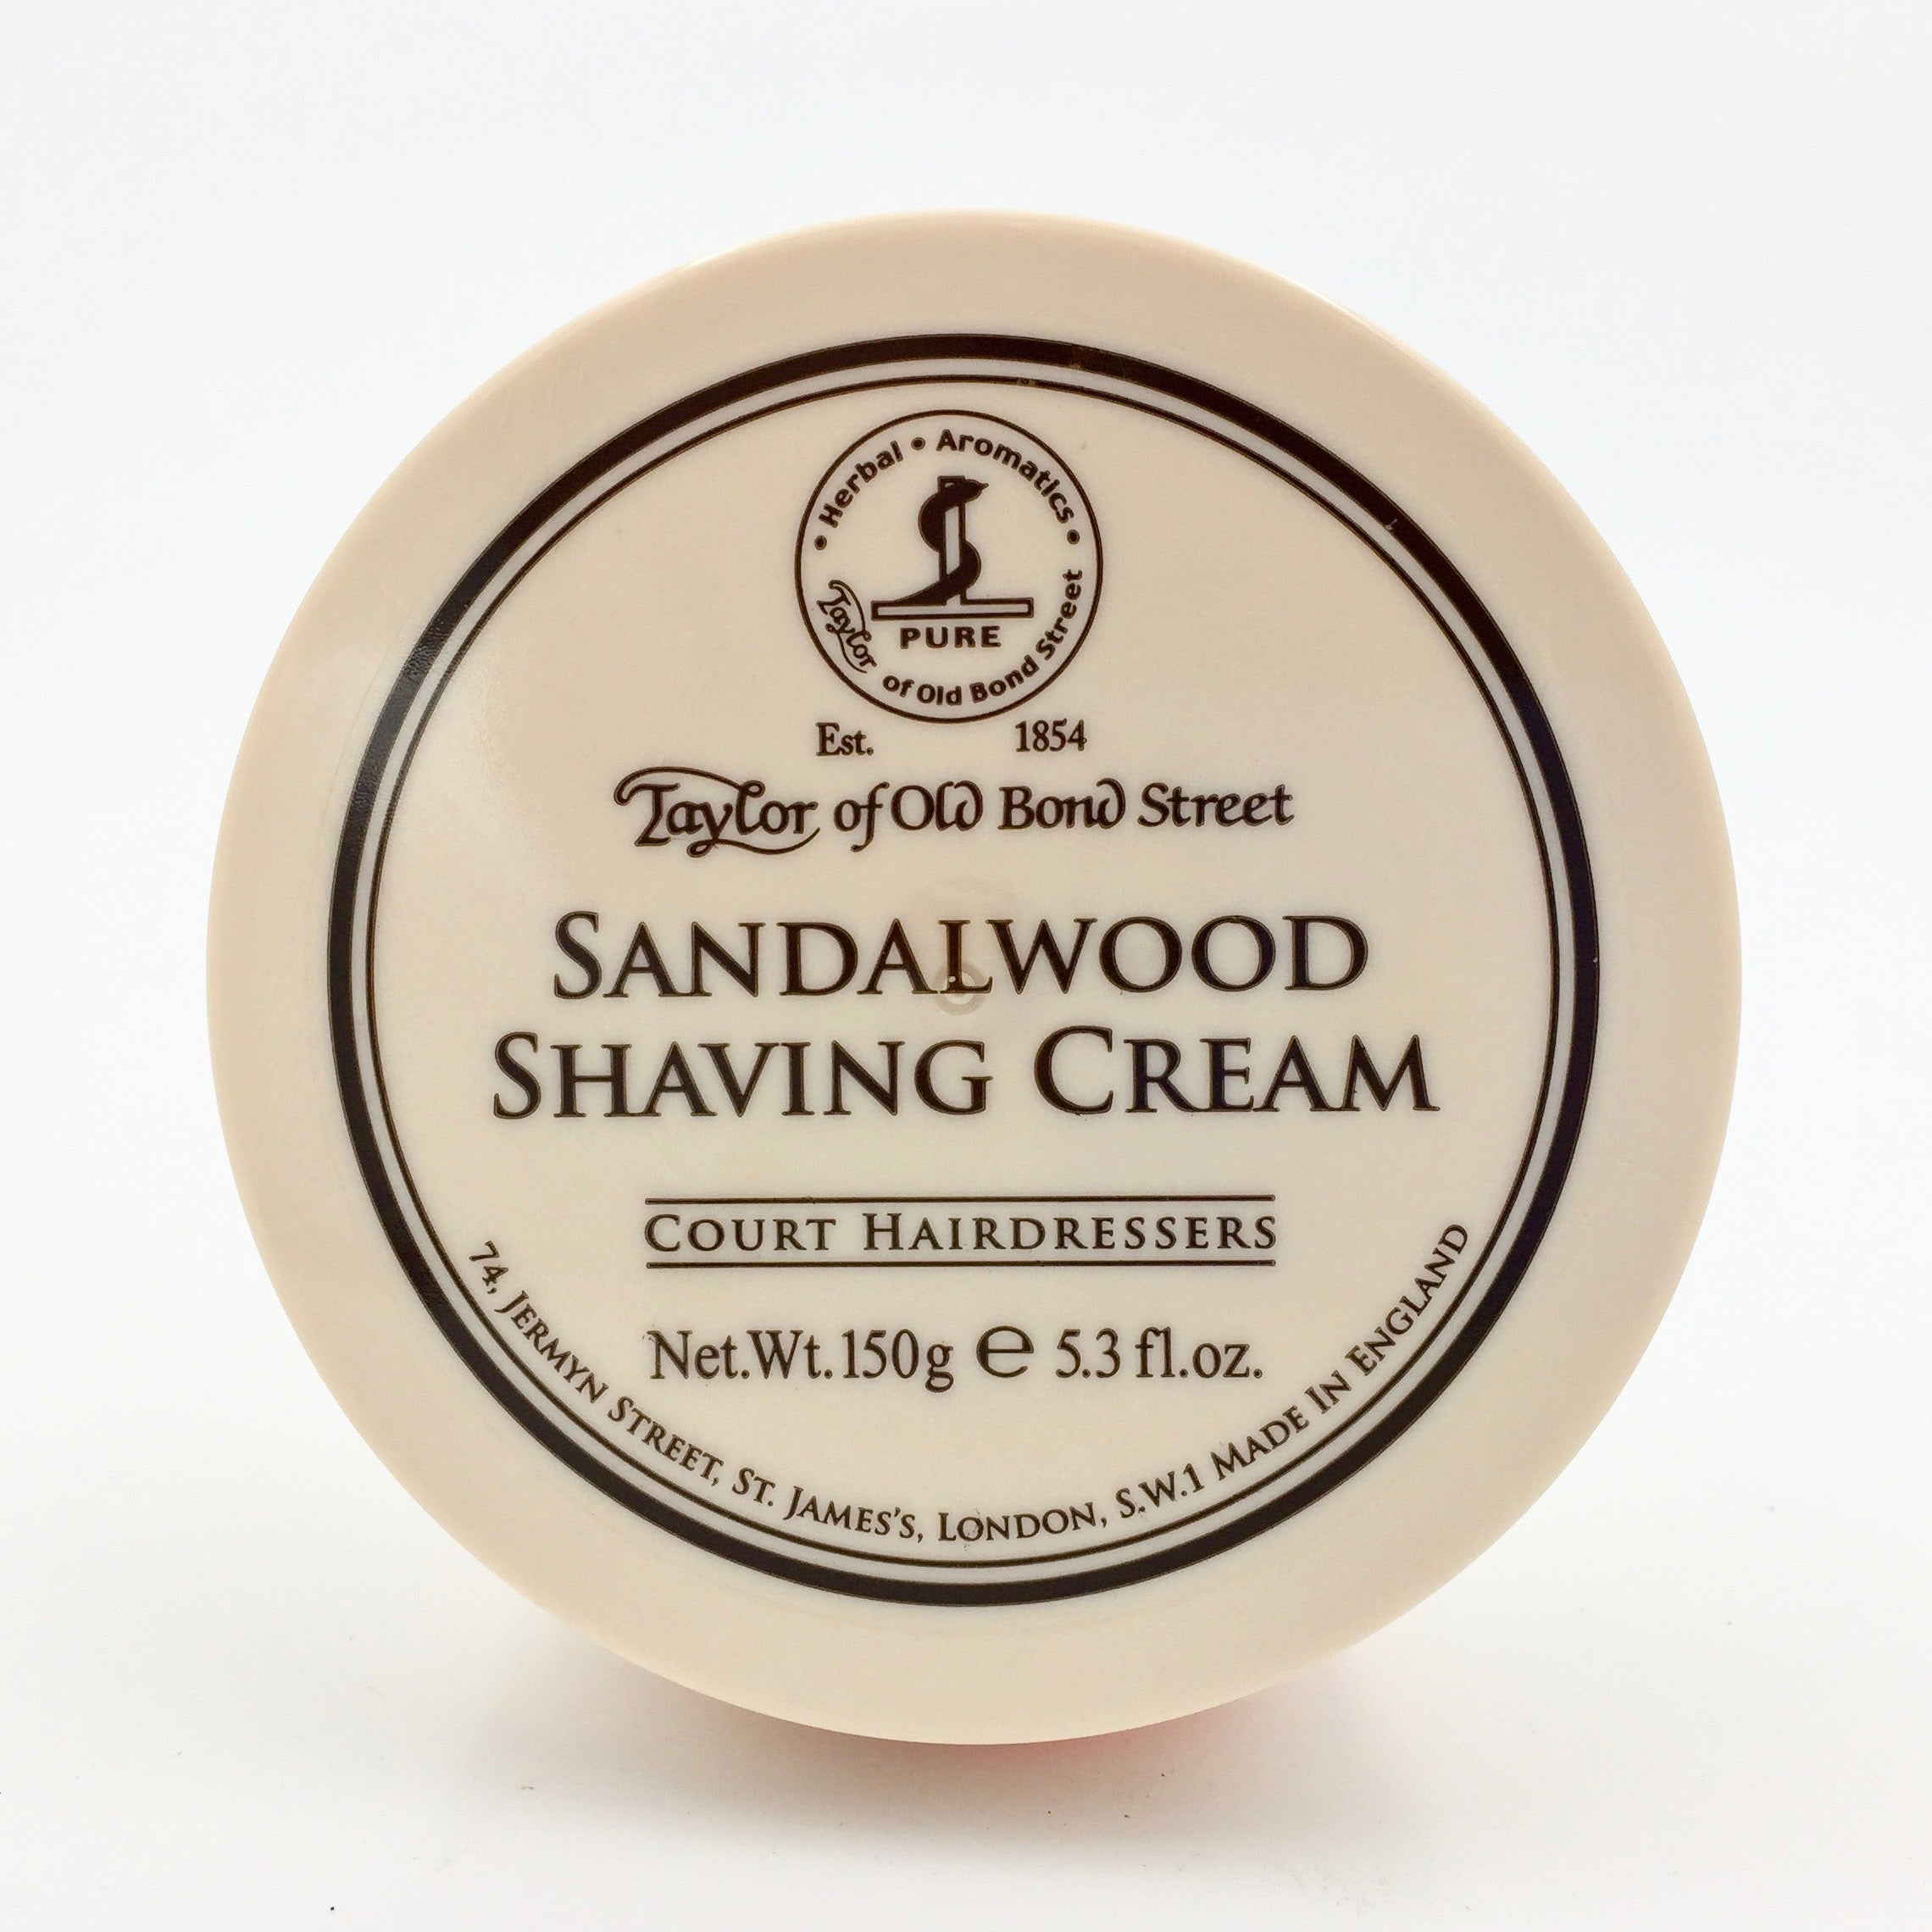 • Herbal • Aromatics •
PURE
Taylor of Old Bond Street
Est. 1854
Taylor of Old Bond Street
SANDALWOOD
SHAVING CREAM
COURT HAIRDRESSERS
Net.Wt.150g ℮ 5.3 fl.oz.
74, JERMYN STREET, ST. JAMES'S, LONDON, S.W.1 MADE IN ENGLAND